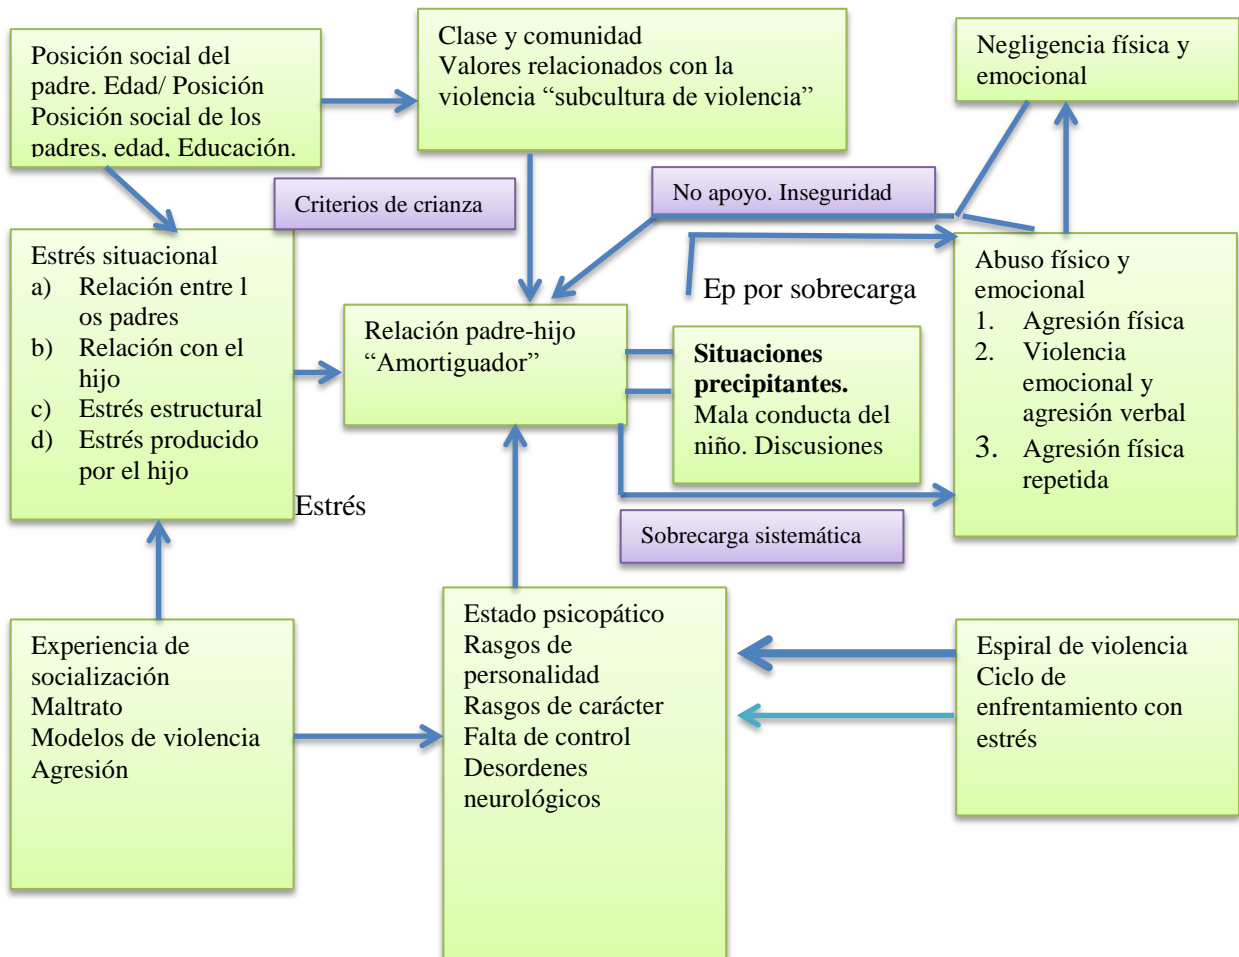 Posición social del
padre. Edad/ Posición
Posición social de los
padres, edad, Educación.
Clase y comunidad
Valores relacionados con la
violencia “subcultura de violencia”
Negligencia física y
emocional
Criterios de crianza
No apoyo. Inseguridad
Estrés situacional
a) Relación entre l
os padres
b) Relación con el
hijo
c) Estrés estructural
d) Estrés producido
por el hijo
Estrés
Relación padre-hijo
“Amortiguador”
Ep por sobrecarga
Situaciones
precipitantes.
Mala conducta del
niño. Discusiones
Abuso físico y
emocional
1. Agresión física
2. Violencia
emocional y
agresión verbal
3. Agresión física
repetida
Sobrecarga sistemática
Experiencia de
socialización
Maltrato
Modelos de violencia
Agresión
Estado psicopático
Rasgos de
personalidad
Rasgos de carácter
Falta de control
Desordenes
neurológicos
Espiral de violencia
Ciclo de
enfrentamiento con
estrés